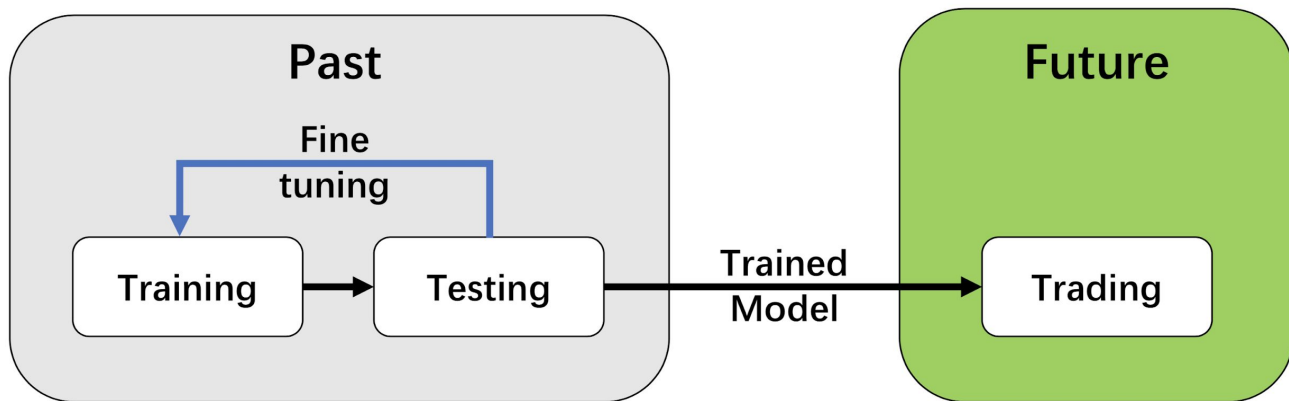 Past
Future
Fine
tuning
Training
Testing
Trained
Model
Trading